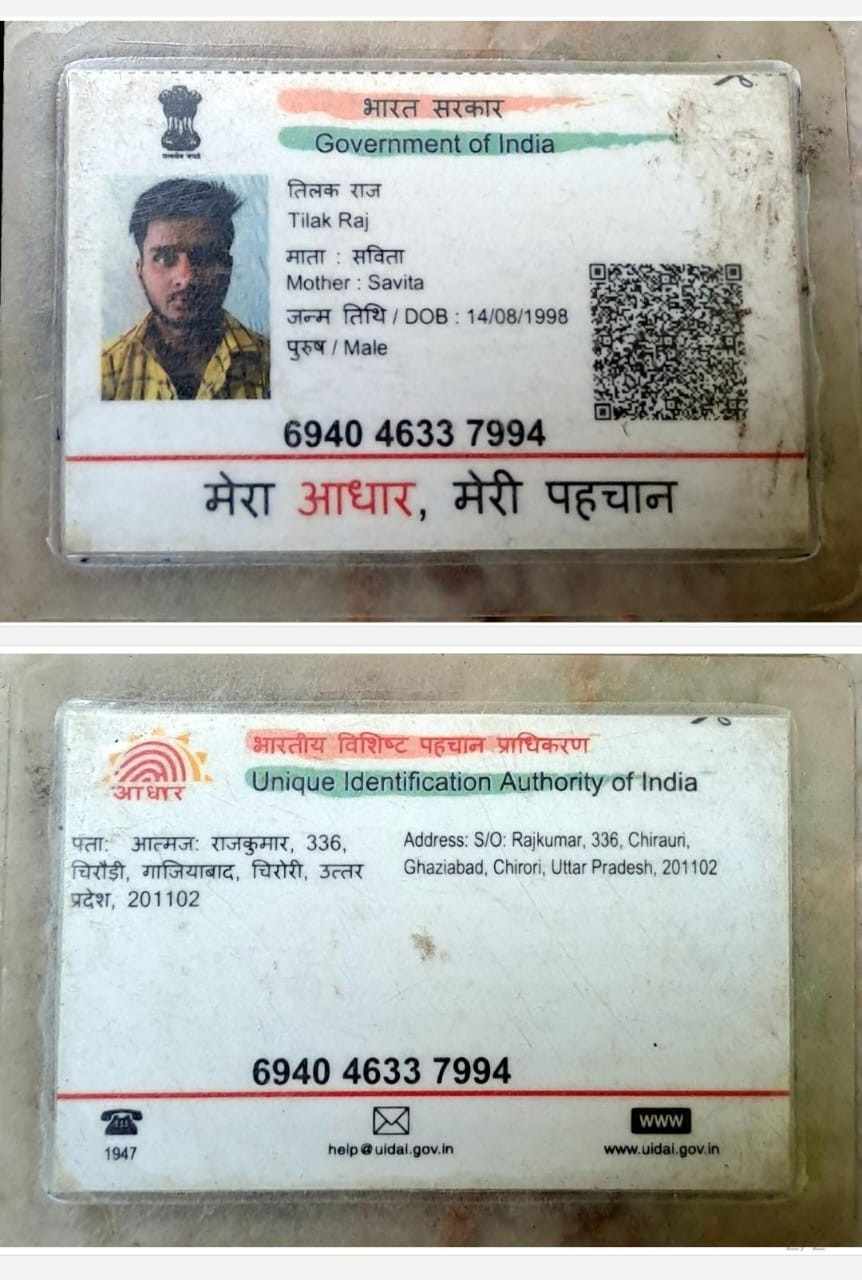 भारत सरकार
Government of India
तिलक राज
Tilak Raj
माता : सविता
Mother : Savita
जन्म तिथि / DOB : 14/08/1998
पुरुष / Male
6940 4633 7994
मेरा आधार, मेरी पहचान
भारतीय विशिष्ट पहचान प्राधिकरण
Unique Identification Authority of India
आधार
पता: आत्मज: राजकुमार, 336,
चिरौड़ी, गाजियाबाद, चिरोरी, उत्तर
प्रदेश, 201102
Address: S/O: Rajkumar, 336, Chirauri,
Ghaziabad, Chirori, Uttar Pradesh, 201102
6940 4633 7994
1947
help@uidai.gov.in
WWW
www.uidai.gov.in